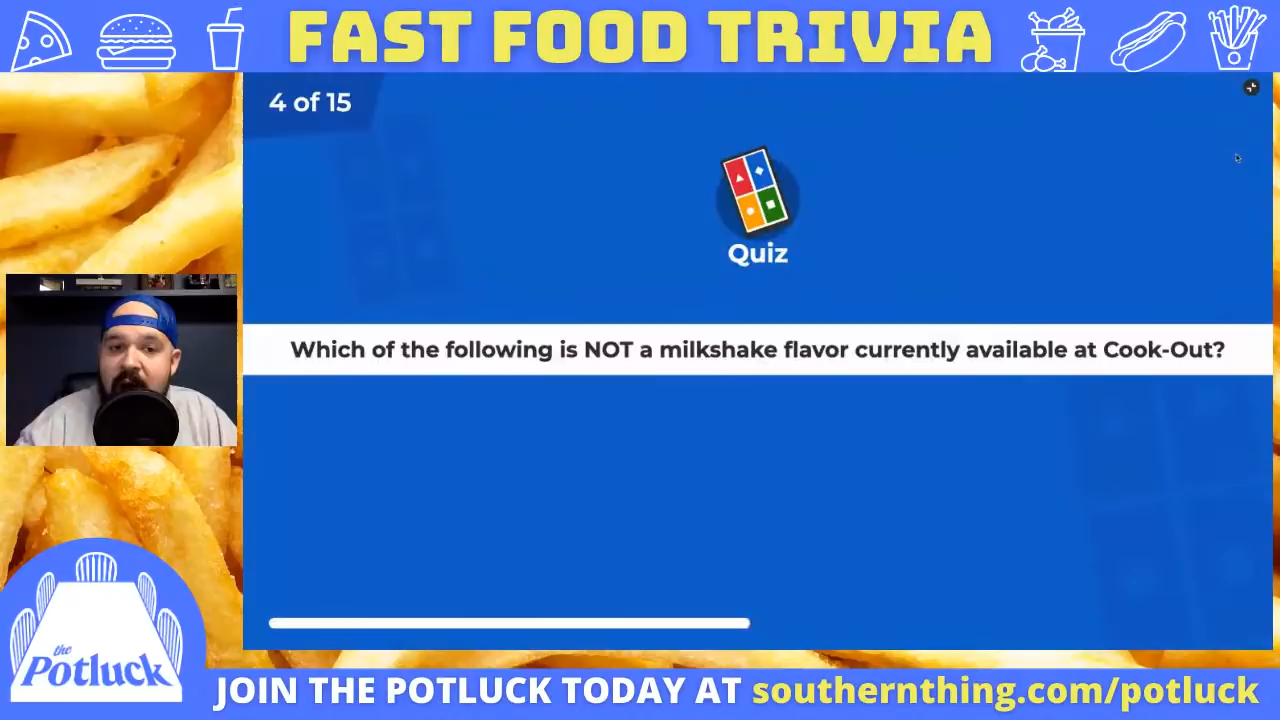 FAST FOOD TRIVIA
4 of 15
Quiz
Which of the following is NOT a milkshake flavor currently available at Cook-Out?
the
Potluck
JOIN THE POTLUCK TODAY AT southernthing.com/potluck